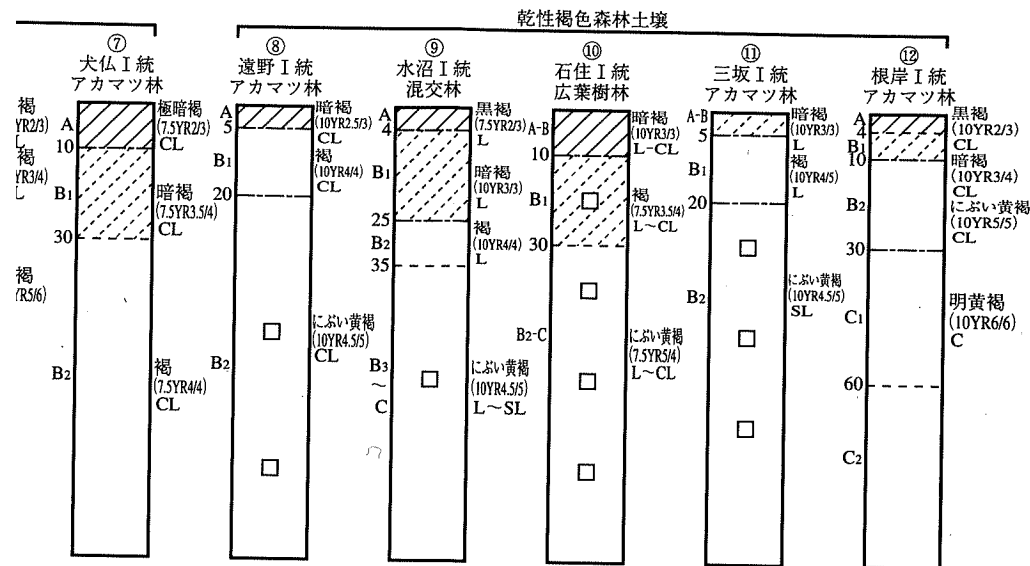 乾性褐色森林土壌
⑦
犬仏Ⅰ統
アカマツ林
褐
YR2/3)
L
褐
YR3/4)
L
褐
YR5/6)
A
10
B1
30
B2
極暗褐
(7.5YR2/3)
CL
暗褐
(7.5YR3.5/4)
CL
褐
(7.5YR4/4)
CL
⑧
遠野Ⅰ統
アカマツ林
A
5
B1
20
B2
暗褐
(10YR2.5/3)
CL
褐
(10YR4/4)
CL
にぶい黄褐
(10YR4.5/5)
CL
⑨
水沼Ⅰ統
混交林
A
4
B1
25
B2
35
B3
～
C
黒褐
(7.5YR2/3)
L
暗褐
(10YR3/3)
L
褐
(10YR4/4)
L
にぶい黄褐
(10YR4.5/5)
L～SL
⑩
石住Ⅰ統
広葉樹林
A-B
10
B1
30
B2-C
暗褐
(10YR3/3)
L-CL
褐
(7.5YR3.5/4)
L～CL
にぶい黄褐
(7.5YR5/4)
L～CL
⑪
三坂Ⅰ統
アカマツ林
A-B
5
B1
20
B2
暗褐
(10YR3/3)
L
褐
(10YR4/5)
L
にぶい黄褐
(10YR4.5/5)
SL
⑫
根岸Ⅰ統
アカマツ林
A
4
B1
10
B2
30
C1
60
C2
黒褐
(10YR2/3)
CL
暗褐
(10YR3/4)
CL
にぶい黄褐
(10YR5/5)
CL
明黄褐
(10YR6/6)
C